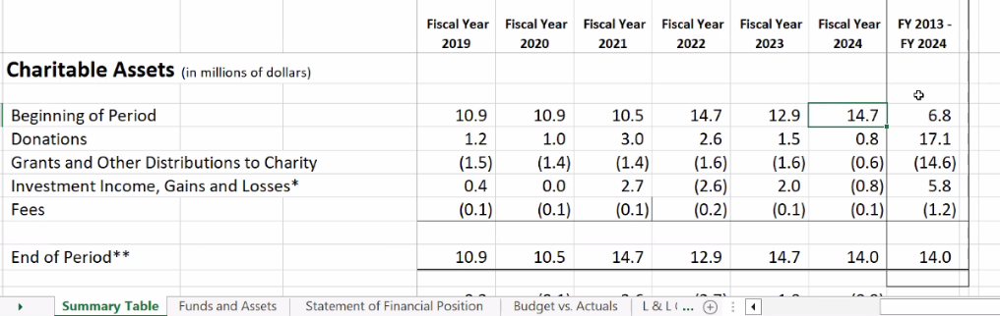 Fiscal Year Fiscal Year Fiscal Year Fiscal Year Fiscal Year Fiscal Year FY 2013 -
2019 2020 2021 2022 2023 2024 FY 2024
Charitable Assets (in millions of dollars)
Beginning of Period 10.9 10.9 10.5 14.7 12.9 14.7 6.8
Donations 1.2 1.0 3.0 2.6 1.5 0.8 17.1
Grants and Other Distributions to Charity (1.5) (1.4) (1.4) (1.6) (1.6) (0.6) (14.6)
Investment Income, Gains and Losses* 0.4 0.0 2.7 (2.6) 2.0 (0.8) 5.8
Fees (0.1) (0.1) (0.1) (0.2) (0.1) (0.1) (1.2)
End of Period** 10.9 10.5 14.7 12.9 14.7 14.0 14.0
Summary Table Funds and Assets Statement of Financial Position Budget vs. Actuals L & L ( ...